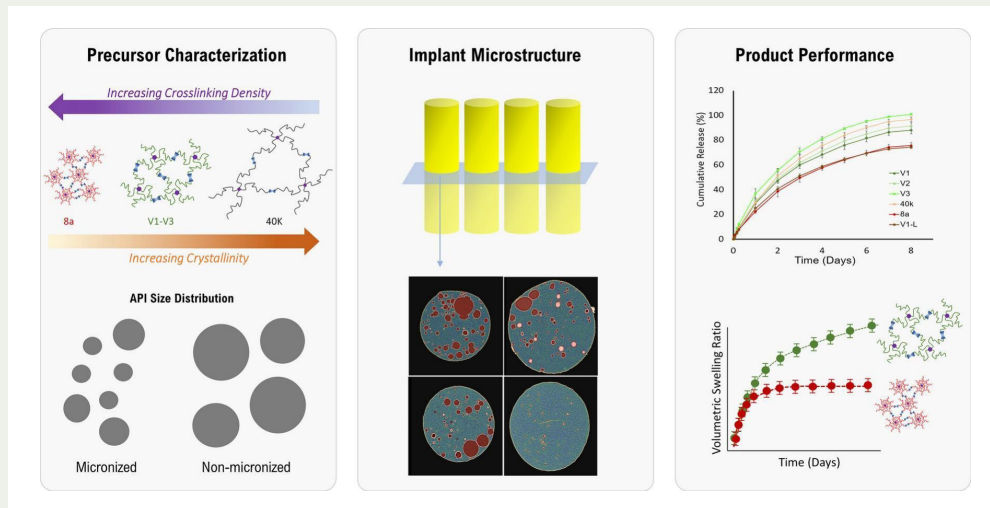 Precursor Characterization
Increasing Crosslinking Density
8a
V1-V3
40K
Increasing Crystallinity
API Size Distribution
Micronized
Non-micronized
Implant Microstructure
Product Performance
Cumulative Release (%)
120
100
80
60
40
20
0
0
2
4
6
8
Time (Days)
V1
V2
V3
40k
8a
V1-L
Volumetric Swelling Ratio
Time (Days)